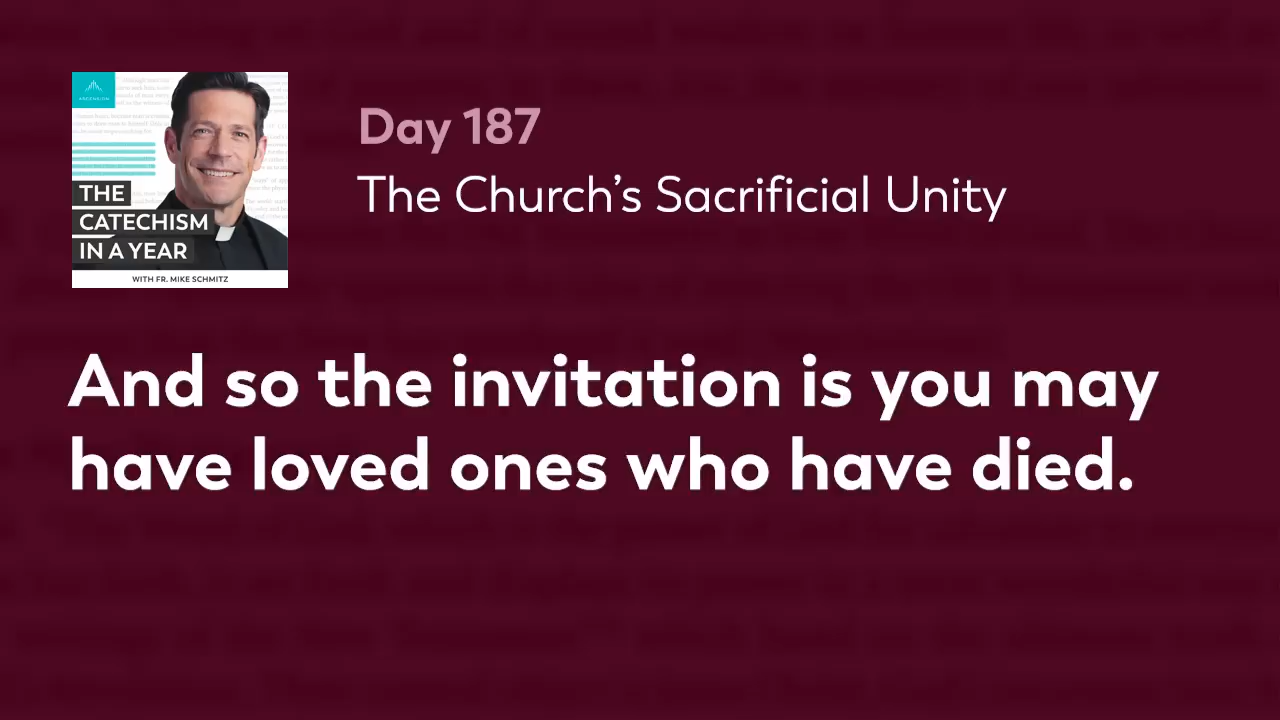 ASCENSION
THE
CATECHISM
IN A YEAR
WITH FR. MIKE SCHMITZ
Day 187
The Church’s Sacrificial Unity
And so the invitation is you may
have loved ones who have died.